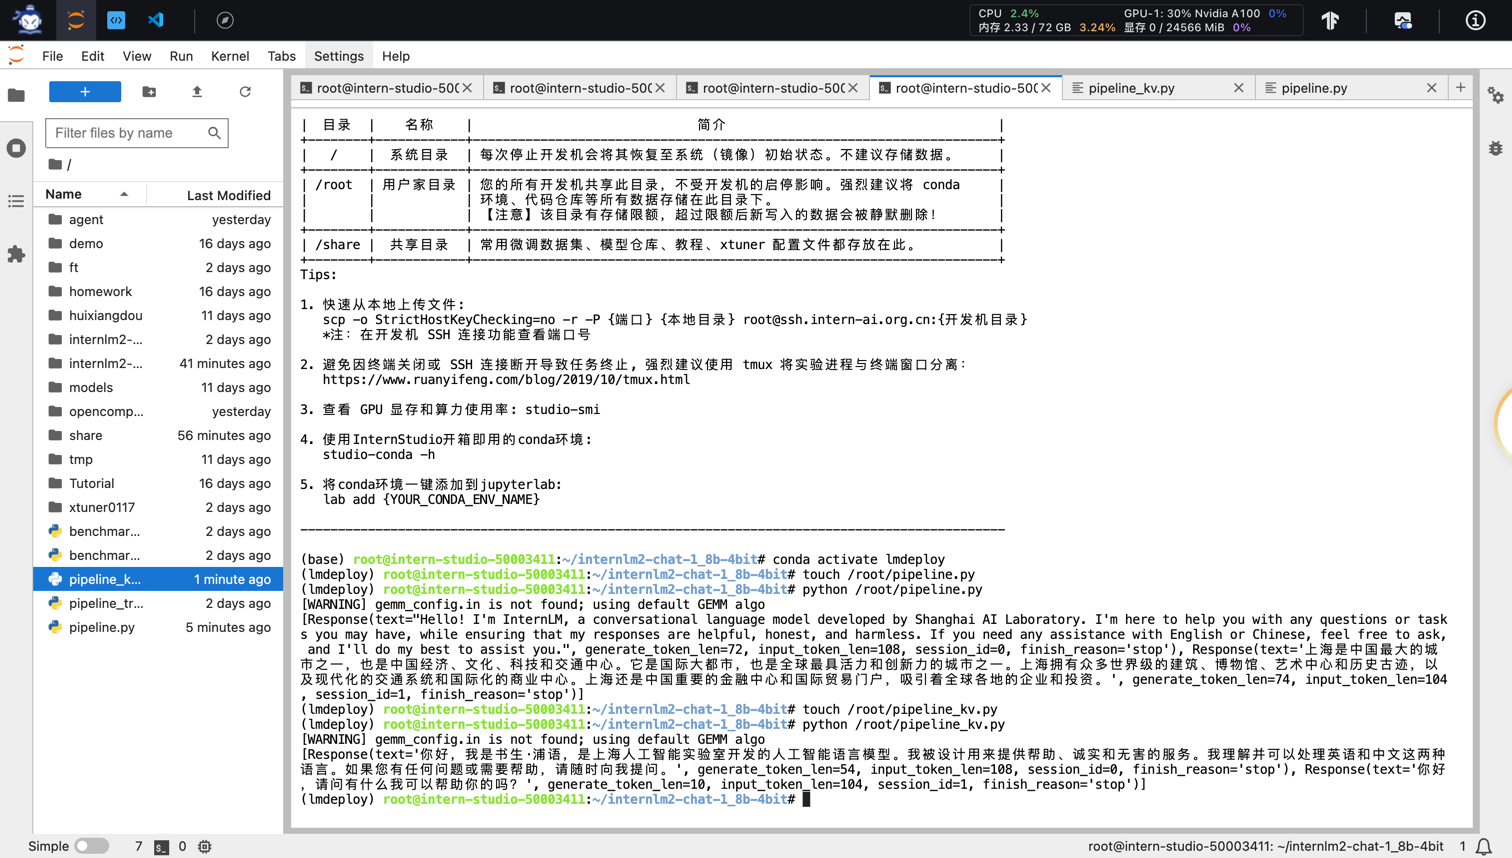 CPU 2.4% GPU-1: 30% Nvidia A100 0%
内存 2.33 / 72 GB 3.24% 显存 0 / 24566 MiB 0%
File Edit View Run Kernel Tabs Settings Help
root@intern-studio-500 root@intern-studio-500 root@intern-studio-500 root@intern-studio-500 pipeline_kv.py pipeline.py
Filter files by name
/
Name Last Modified
agent yesterday
demo 16 days ago
ft 2 days ago
homework 16 days ago
huixiangdou 11 days ago
internlm2-... 2 days ago
internlm2-... 41 minutes ago
models 11 days ago
opencomp... yesterday
share 56 minutes ago
tmp 11 days ago
Tutorial 16 days ago
xtuner0117 2 days ago
benchmar... 2 days ago
benchmar... 2 days ago
pipeline_k... 1 minute ago
pipeline_tr... 2 days ago
pipeline.py 5 minutes ago
| 目录 | 名称 | 简介 |
| / | 系统目录 | 每次停止开发机会将其恢复至系统（镜像）初始状态。不建议存储数据。 |
| /root | 用户家目录 | 您的所有开发机共享此目录，不受开发机的启停影响。强烈建议将 conda |
| | | 环境、代码仓库等所有数据存储在此目录下。 |
| | | 【注意】该目录有存储限额，超过限额后新写入的数据会被静默删除！ |
| /share | 共享目录 | 常用微调数据集、模型仓库、教程、xtuner 配置文件都存放在此。 |
Tips:
1. 快速从本地上传文件：
scp -o StrictHostKeyChecking=no -r -P {端口} {本地目录} root@ssh.intern-ai.org.cn:{开发机目录}
*注：在开发机 SSH 连接功能查看端口号
2. 避免因终端关闭或 SSH 连接断开导致任务终止，强烈建议使用 tmux 将实验进程与终端窗口分离：
https://www.ruanyifeng.com/blog/2019/10/tmux.html
3. 查看 GPU 显存和算力使用率：studio-smi
4. 使用InternStudio开箱即用的conda环境：
studio-conda -h
5. 将conda环境一键添加到jupyterlab:
lab add {YOUR_CONDA_ENV_NAME}
(base) root@intern-studio-50003411:~/internlm2-chat-1_8b-4bit# conda activate lmdeploy
(lmdeploy) root@intern-studio-50003411:~/internlm2-chat-1_8b-4bit# touch /root/pipeline.py
(lmdeploy) root@intern-studio-50003411:~/internlm2-chat-1_8b-4bit# python /root/pipeline.py
[WARNING] gemm_config.in is not found; using default GEMM algo
[Response(text="Hello! I'm InternLM, a conversational language model developed by Shanghai AI Laboratory. I'm here to help you with any questions or task
s you may have, while ensuring that my responses are helpful, honest, and harmless. If you need any assistance with English or Chinese, feel free to ask,
and I'll do my best to assist you.", generate_token_len=72, input_token_len=108, session_id=0, finish_reason='stop'), Response(text='上海是中国最大的城
市之一，也是中国经济、文化、科技和交通中心。它是国际大都市，也是全球最具活力和创新力的城市之一。上海拥有众多世界级的建筑、博物馆、艺术中心和历史古迹，以
及现代化的交通系统和国际化的商业中心。上海还是中国重要的金融中心和国际贸易门户，吸引着全球各地的企业和投资。', generate_token_len=74, input_token_len=104
, session_id=1, finish_reason='stop')]
(lmdeploy) root@intern-studio-50003411:~/internlm2-chat-1_8b-4bit# touch /root/pipeline_kv.py
(lmdeploy) root@intern-studio-50003411:~/internlm2-chat-1_8b-4bit# python /root/pipeline_kv.py
[WARNING] gemm_config.in is not found; using default GEMM algo
[Response(text='你好，我是书生·浦语，是上海人工智能实验室开发的人工智能语言模型。我被设计用来提供帮助、诚实和无害的服务。我理解并可以处理英语和中文这两种
语言。如果您有任何问题或需要帮助，请随时向我提问。', generate_token_len=54, input_token_len=108, session_id=0, finish_reason='stop'), Response(text='你好
，请问有什么我可以帮助你的吗？', generate_token_len=10, input_token_len=104, session_id=1, finish_reason='stop')]
(lmdeploy) root@intern-studio-50003411:~/internlm2-chat-1_8b-4bit#
Simple 7 0 root@intern-studio-50003411: ~/internlm2-chat-1_8b-4bit 1